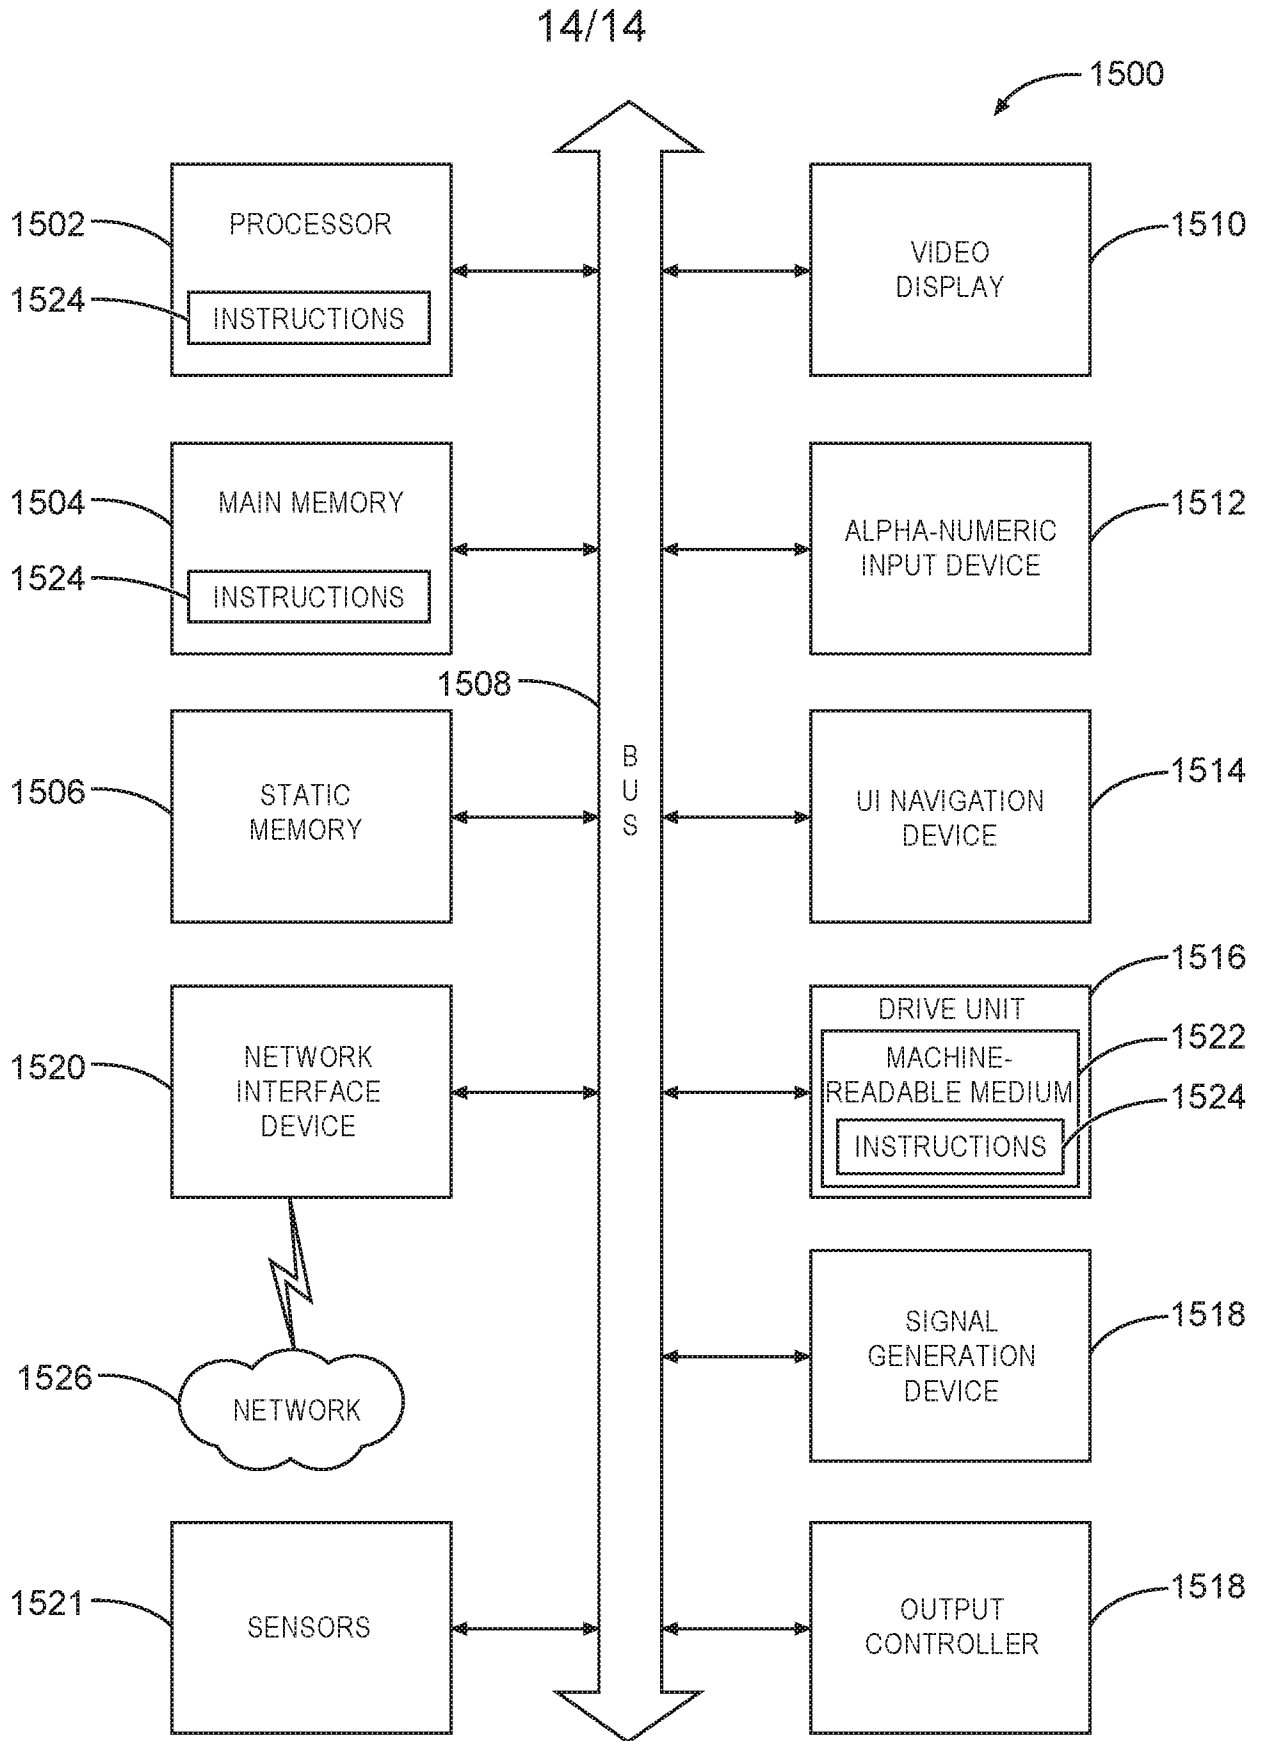 14/14
1500
1502
PROCESSOR
1524
INSTRUCTIONS
1510
VIDEO
DISPLAY
1504
MAIN MEMORY
1524
INSTRUCTIONS
1512
ALPHA-NUMERIC
INPUT DEVICE
1508
B
U
S
1506
STATIC
MEMORY
1514
UI NAVIGATION
DEVICE
1520
NETWORK
INTERFACE
DEVICE
1516
DRIVE UNIT
1522
MACHINE-
READABLE MEDIUM
1524
INSTRUCTIONS
1526
NETWORK
1518
SIGNAL
GENERATION
DEVICE
1521
SENSORS
1518
OUTPUT
CONTROLLER